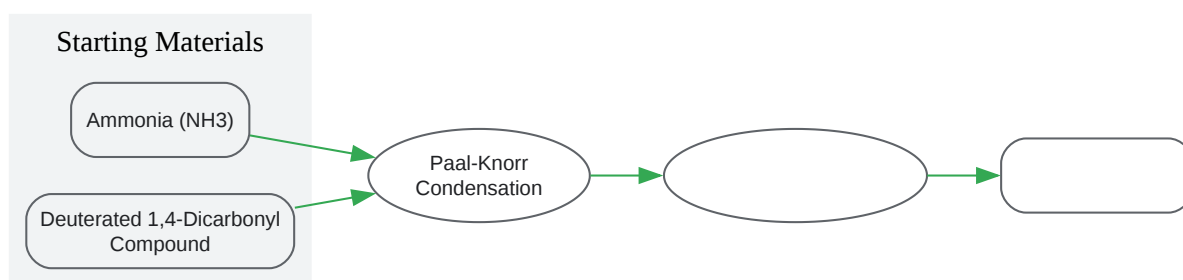 Starting Materials
Ammonia (NH3)
Deuterated 1,4-Dicarbonyl
Compound
Paal-Knorr
Condensation